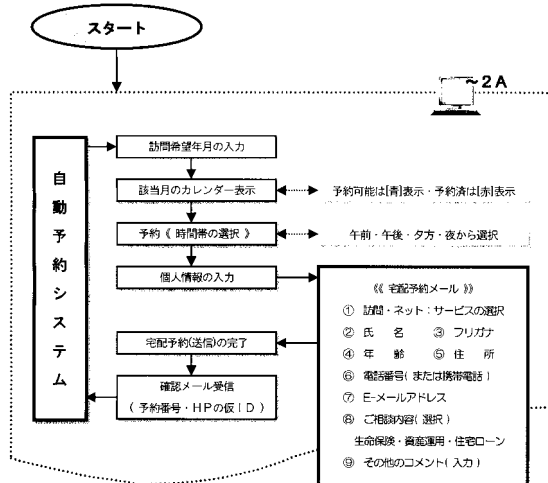 スタート
~2A
自動予約システム
訪問希望年月の入力
該当月のカレンダー表示
予約可能は[青]表示・予約済は[赤]表示
予約《 時間帯の選択 》
午前・午後・夕方・夜から選択
個人情報の入力
《《 宅配予約メール 》》
① 訪問・ネット：サービスの選択
② 氏　名　③ フリガナ
④ 年　齢　⑤ 住　所
⑥ 電話番号( または携帯電話 )
⑦ E-メールアドレス
⑧ ご相談内容( 選択 )
生命保険・資産運用・住宅ローン
⑨ その他のコメント( 入力 )
宅配予約(送信)の完了
確認メール受信
( 予約番号・HPの仮ID )